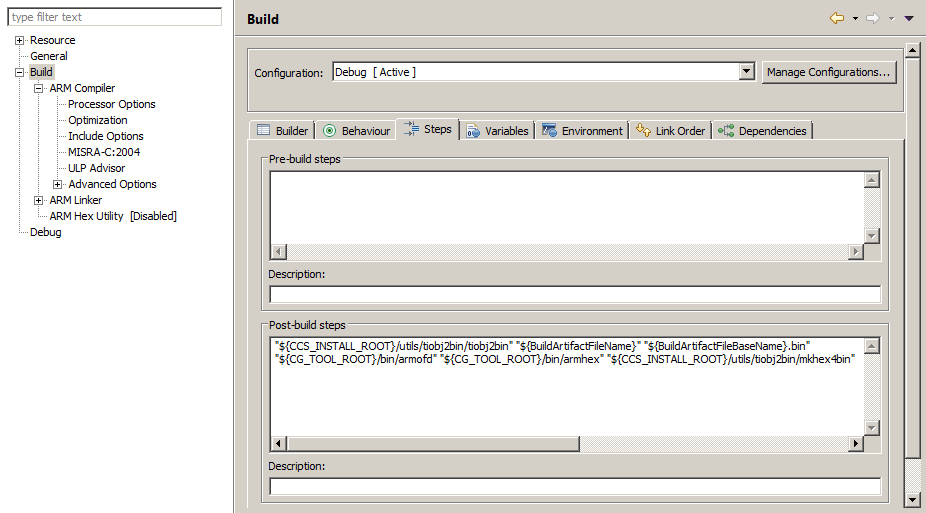 type filter text
Resource
General
Build
ARM Compiler
Processor Options
Optimization
Include Options
MISRA-C:2004
ULP Advisor
Advanced Options
ARM Linker
ARM Hex Utility [Disabled]
Debug
Build
Configuration:
Debug [ Active ]
Manage Configurations...
Builder
Behaviour
Steps
Variables
Environment
Link Order
Dependencies
Pre-build steps
Description:
Post-build steps
"${CCS_INSTALL_ROOT}/utils/tiobj2bin/tiobj2bin" "${BuildArtifactFileName}" "${BuildArtifactFileBaseName}.bin"
"${CG_TOOL_ROOT}/bin/armofd" "${CG_TOOL_ROOT}/bin/armhex" "${CCS_INSTALL_ROOT}/utils/tiobj2bin/mkhex4bin"
Description: